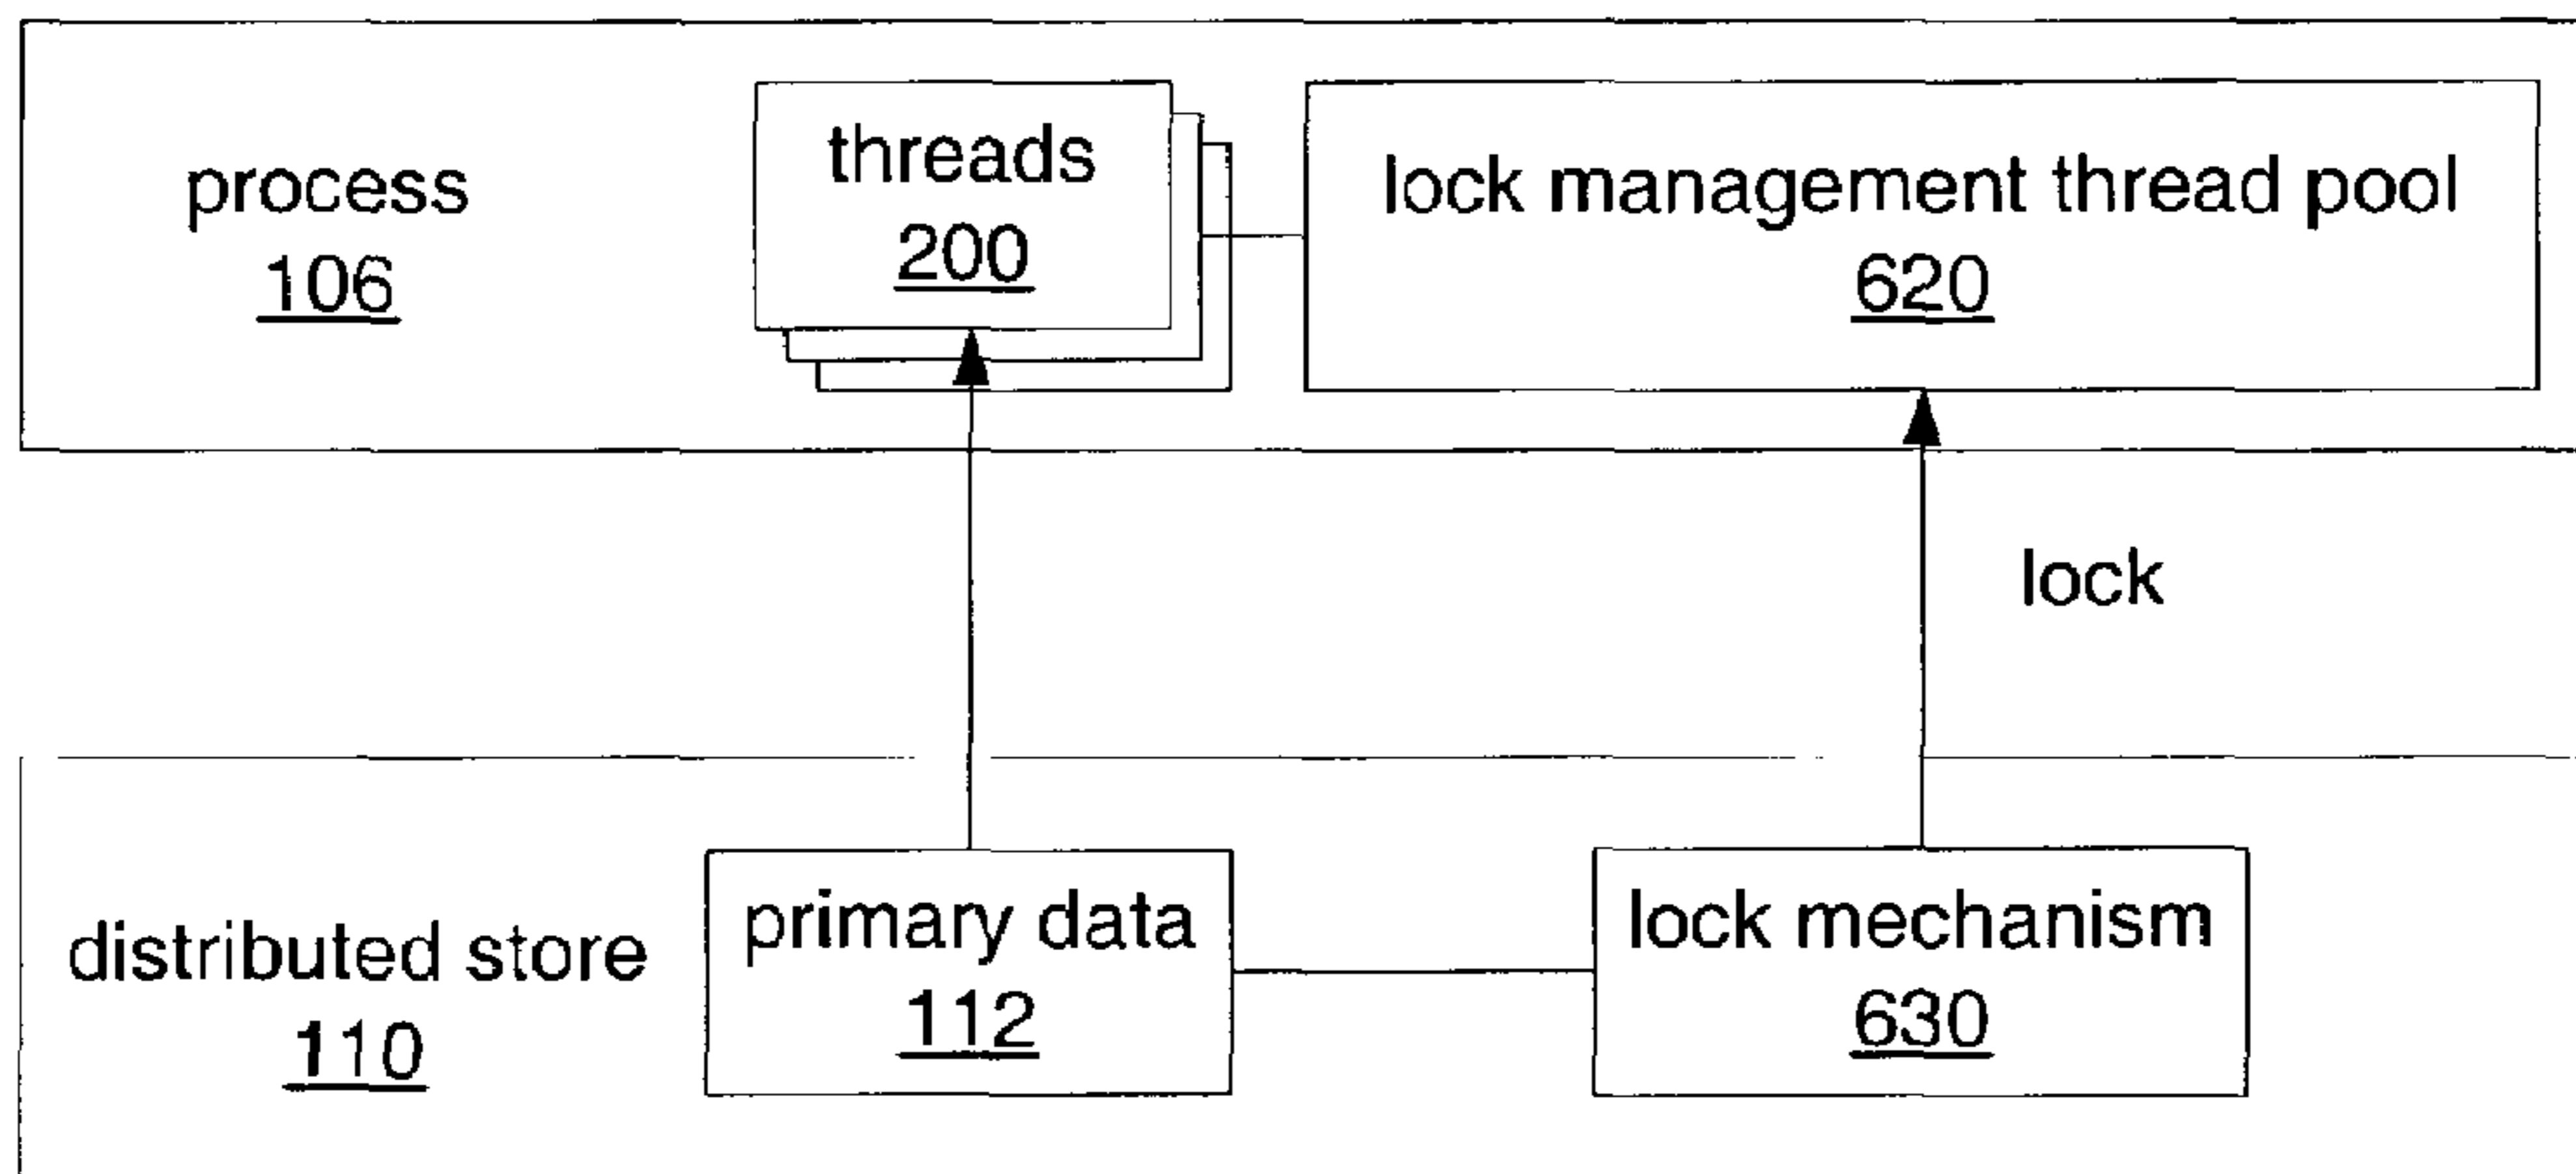 process
106
threads
200
lock management thread pool
620
lock
distributed store
110
primary data
112
lock mechanism
630